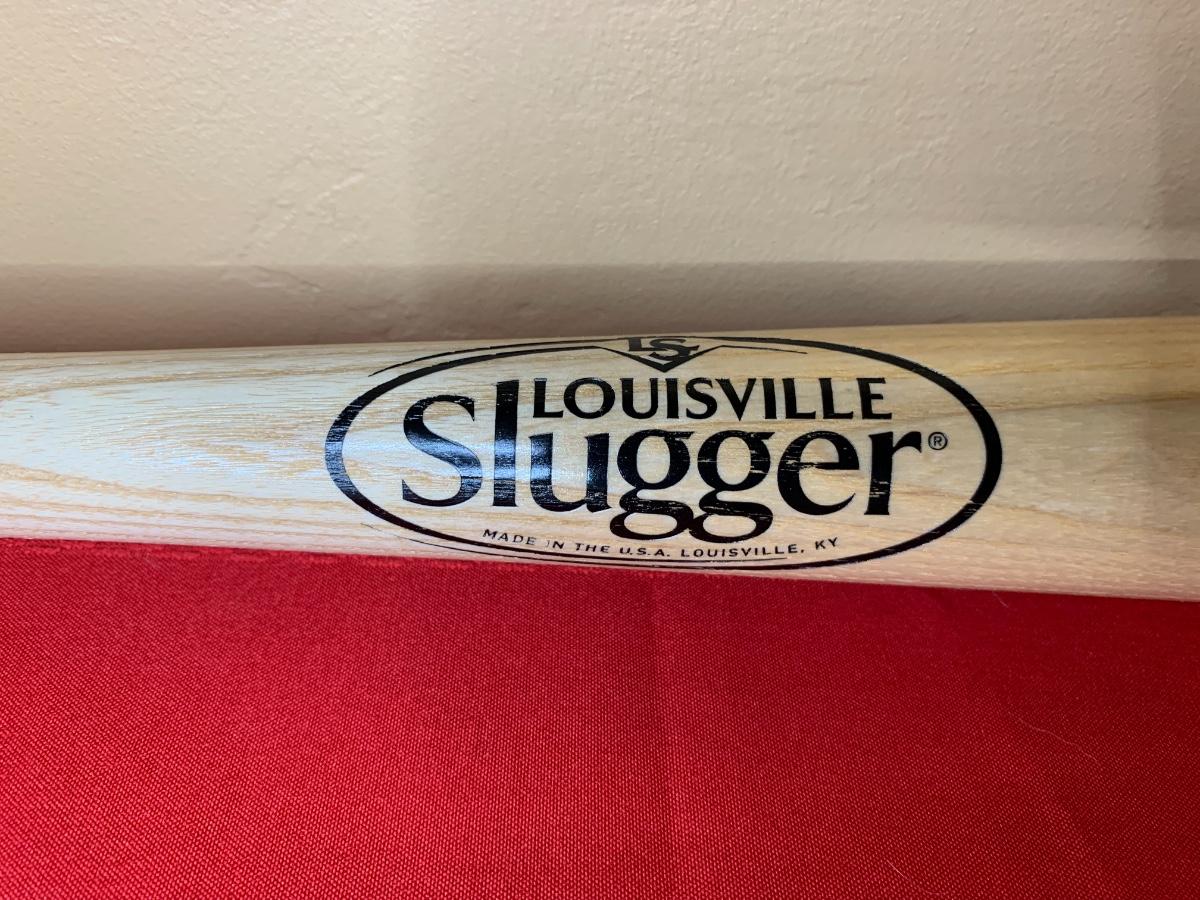 LS
LOUISVILLE
Slugger®
MADE IN THE U.S.A. LOUISVILLE, KY